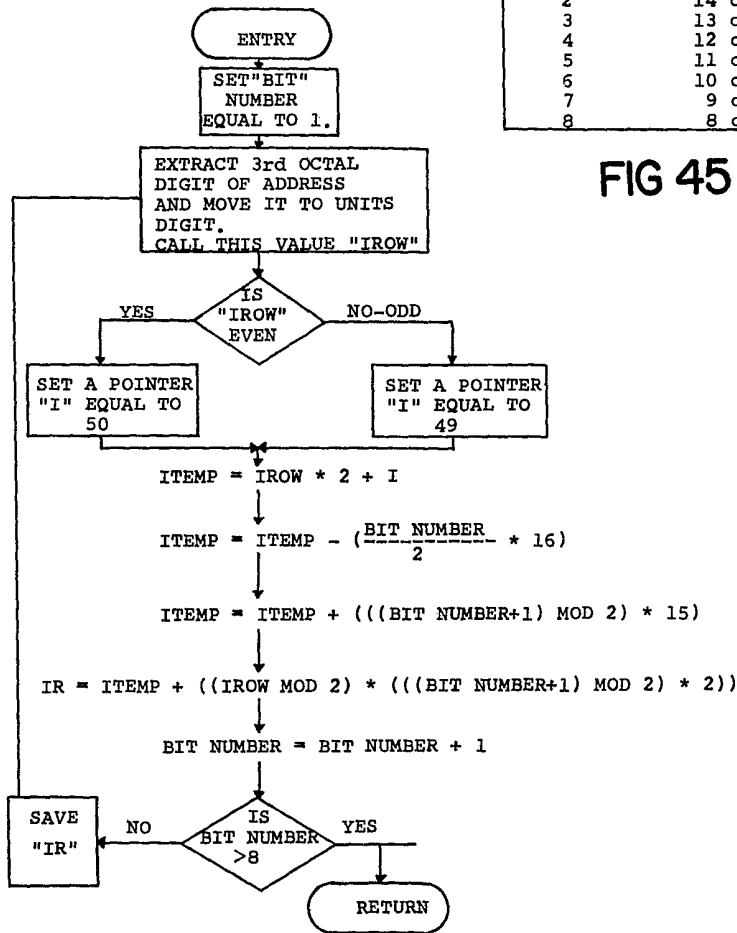 2 14
3 13
4 12
5 11
6 10
7 9
8 8
FIG 45
ENTRY
SET"BIT"
NUMBER
EQUAL TO 1.
EXTRACT 3rd OCTAL
DIGIT OF ADDRESS
AND MOVE IT TO UNITS
DIGIT.
CALL THIS VALUE "IROW"
IS
"IROW"
EVEN
YES
NO-ODD
SET A POINTER
"I" EQUAL TO
50
SET A POINTER
"I" EQUAL TO
49
ITEMP = IROW * 2 + I
ITEMP = ITEMP - (BIT NUMBER
--------- * 16)
2
ITEMP = ITEMP + (((BIT NUMBER+1) MOD 2) * 15)
IR = ITEMP + ((IROW MOD 2) * (((BIT NUMBER+1) MOD 2) * 2))
BIT NUMBER = BIT NUMBER + 1
IS
BIT NUMBER
>8
NO
YES
SAVE
"IR"
RETURN